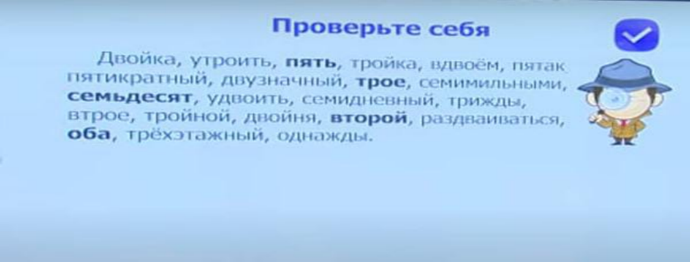 Проверьте себя
Двойка, утроить, пять, тройка, вдвоём, пятак
пятикратный, двузначный, трое, семимильными,
семьдесят, удвоить, семидневный, трижды,
втрое, тройной, двойня, второй, раздваиваться,
оба, трёхэтажный, однажды.